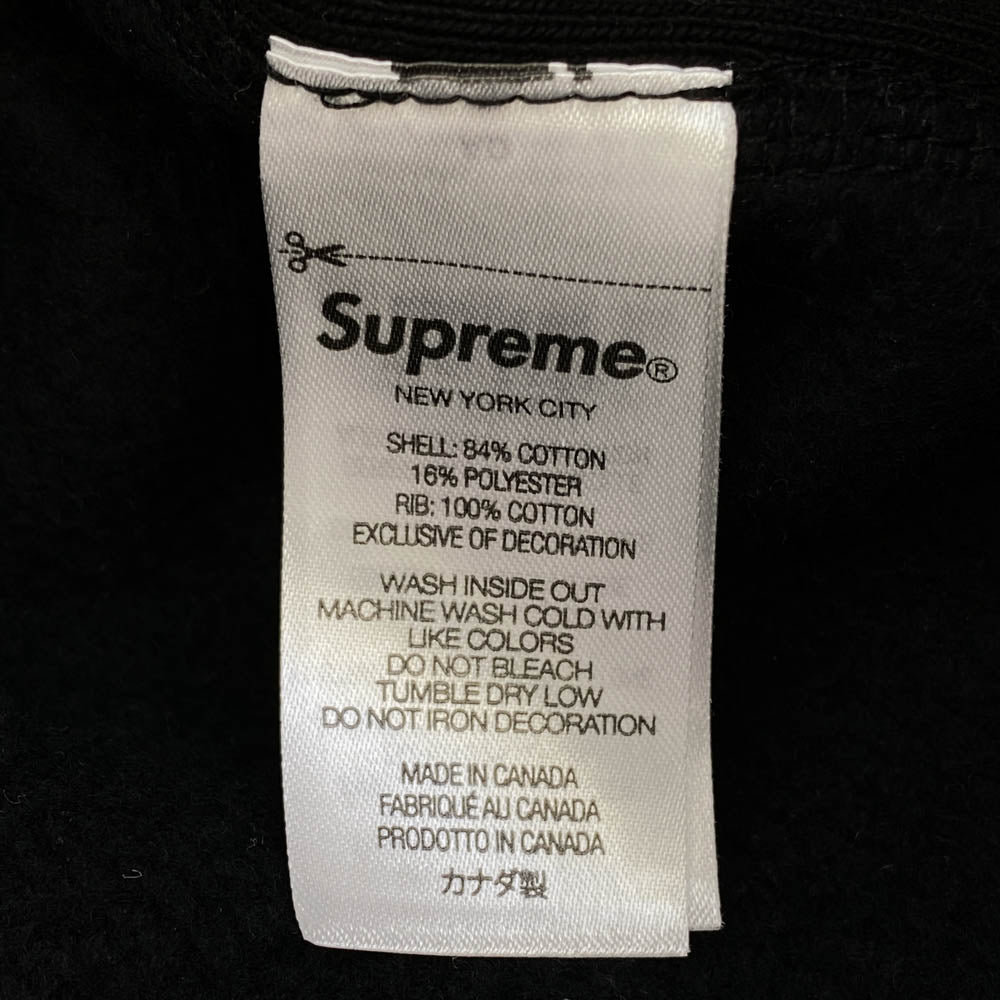 Supreme®
NEW YORK CITY
SHELL: 84% COTTON
16% POLYESTER
RIB: 100% COTTON
EXCLUSIVE OF DECORATION
WASH INSIDE OUT
MACHINE WASH COLD WITH
LIKE COLORS
DO NOT BLEACH
TUMBLE DRY LOW
DO NOT IRON DECORATION
MADE IN CANADA
FABRIQUÉ AU CANADA
PRODOTTO IN CANADA
カナダ製